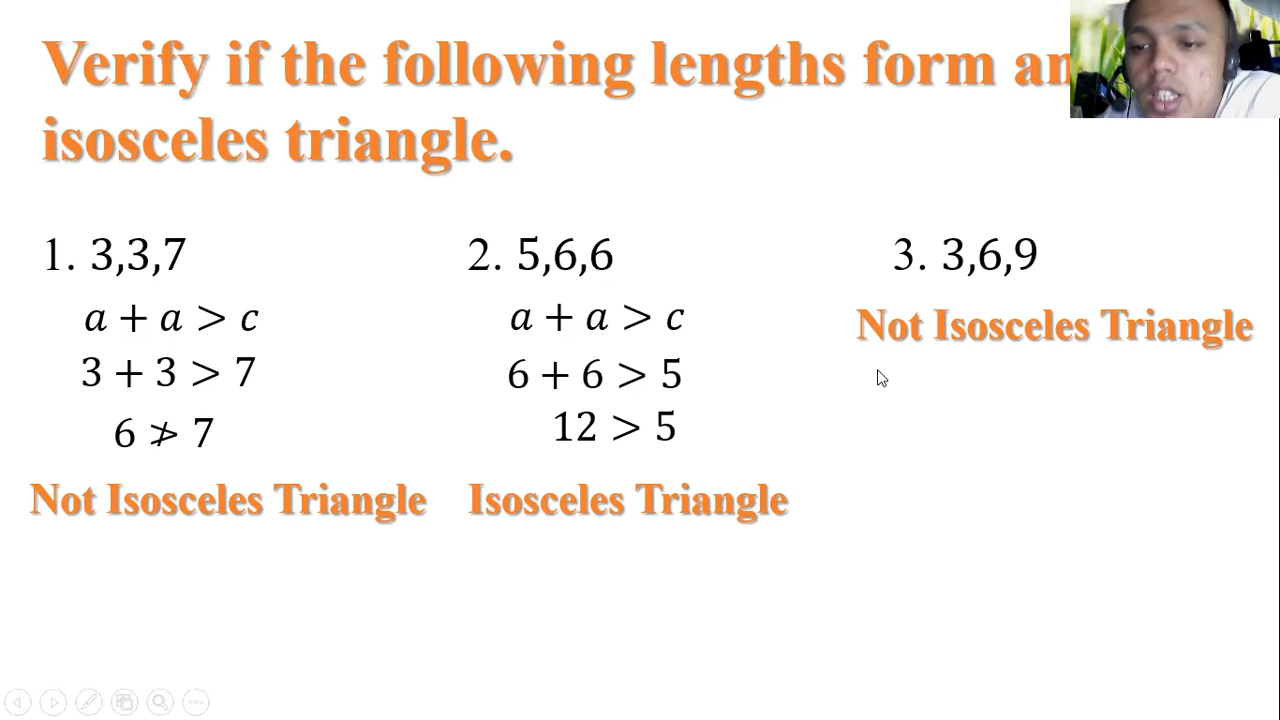 Verify if the following lengths form an
isosceles triangle.
1. 3,3,7
a + a > c
3 + 3 > 7
6 ≯ 7
Not Isosceles Triangle
2. 5,6,6
a + a > c
6 + 6 > 5
12 > 5
Isosceles Triangle
3. 3,6,9
Not Isosceles Triangle